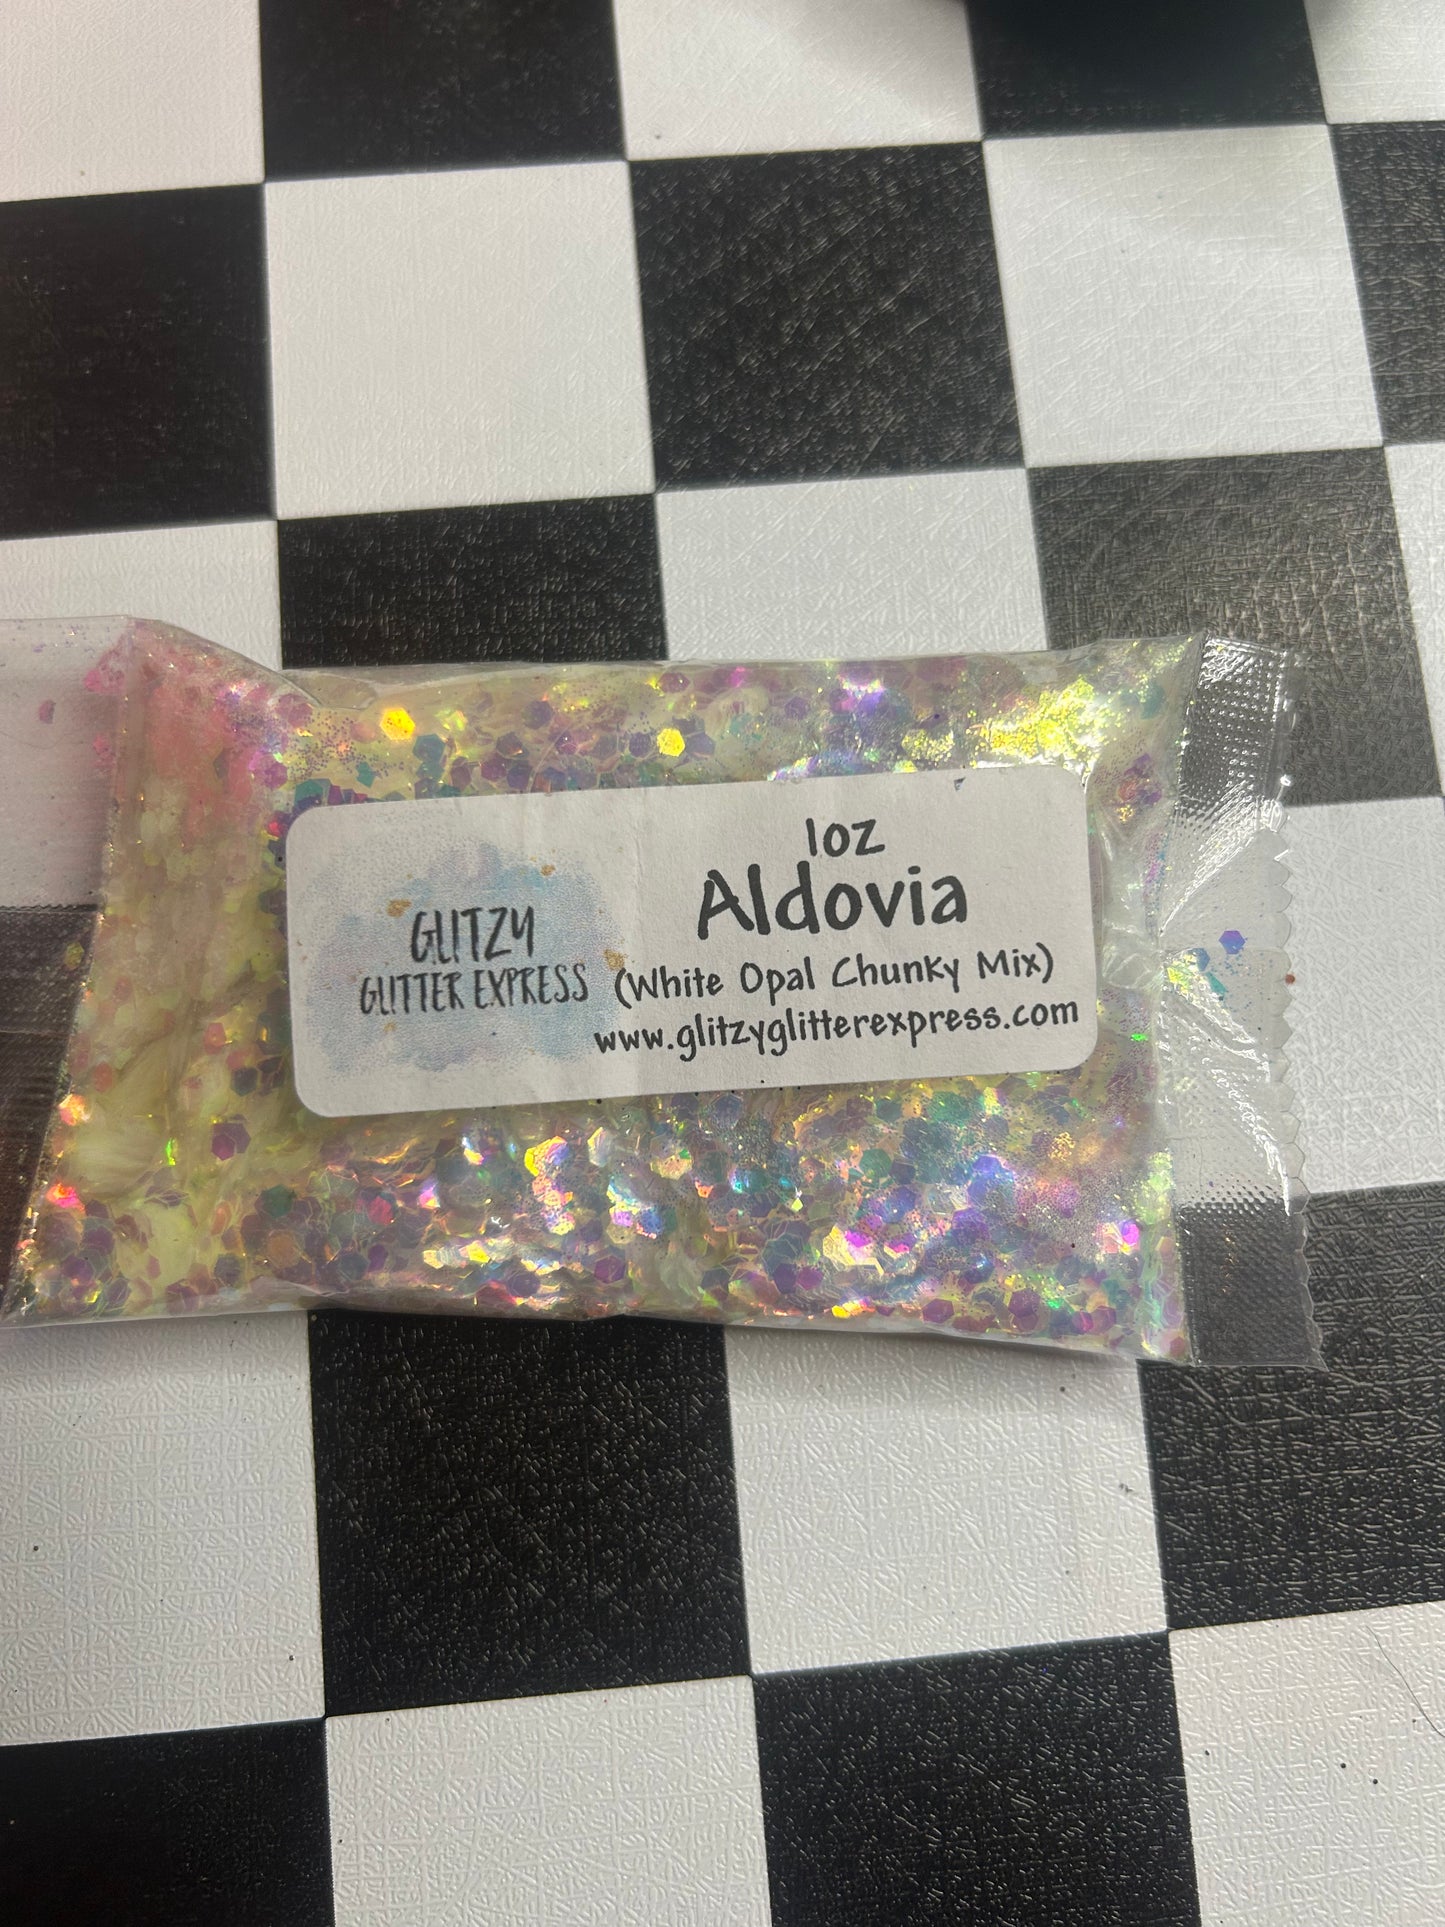 GLITZY
GLITTER EXPRESS
1oz
Aldovia
(White Opal Chunky Mix)
www.glitzyglitterexpress.com